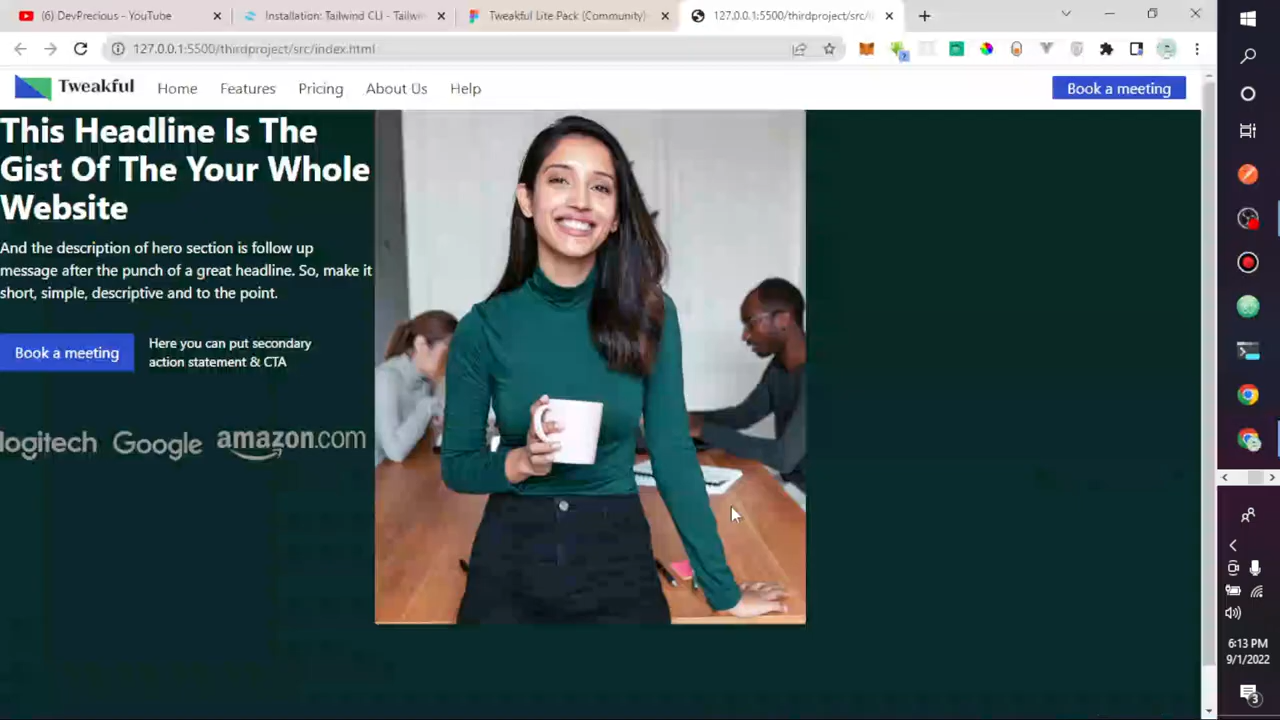 (6) DevPrecious - YouTube
Installation: Tailwind CLI - Tailwin
Tweakful Lite Pack (Community)
127.0.0.1:5500/thirdproject/src/i
127.0.0.1:5500/thirdproject/src/index.html
Tweakful
Home
Features
Pricing
About Us
Help
Book a meeting
This Headline Is The
Gist Of The Your Whole
Website
And the description of hero section is follow up
message after the punch of a great headline. So, make it
short, simple, descriptive and to the point.
Book a meeting
Here you can put secondary
action statement & CTA
logitech Google amazon.com
6:13 PM
9/1/2022
3